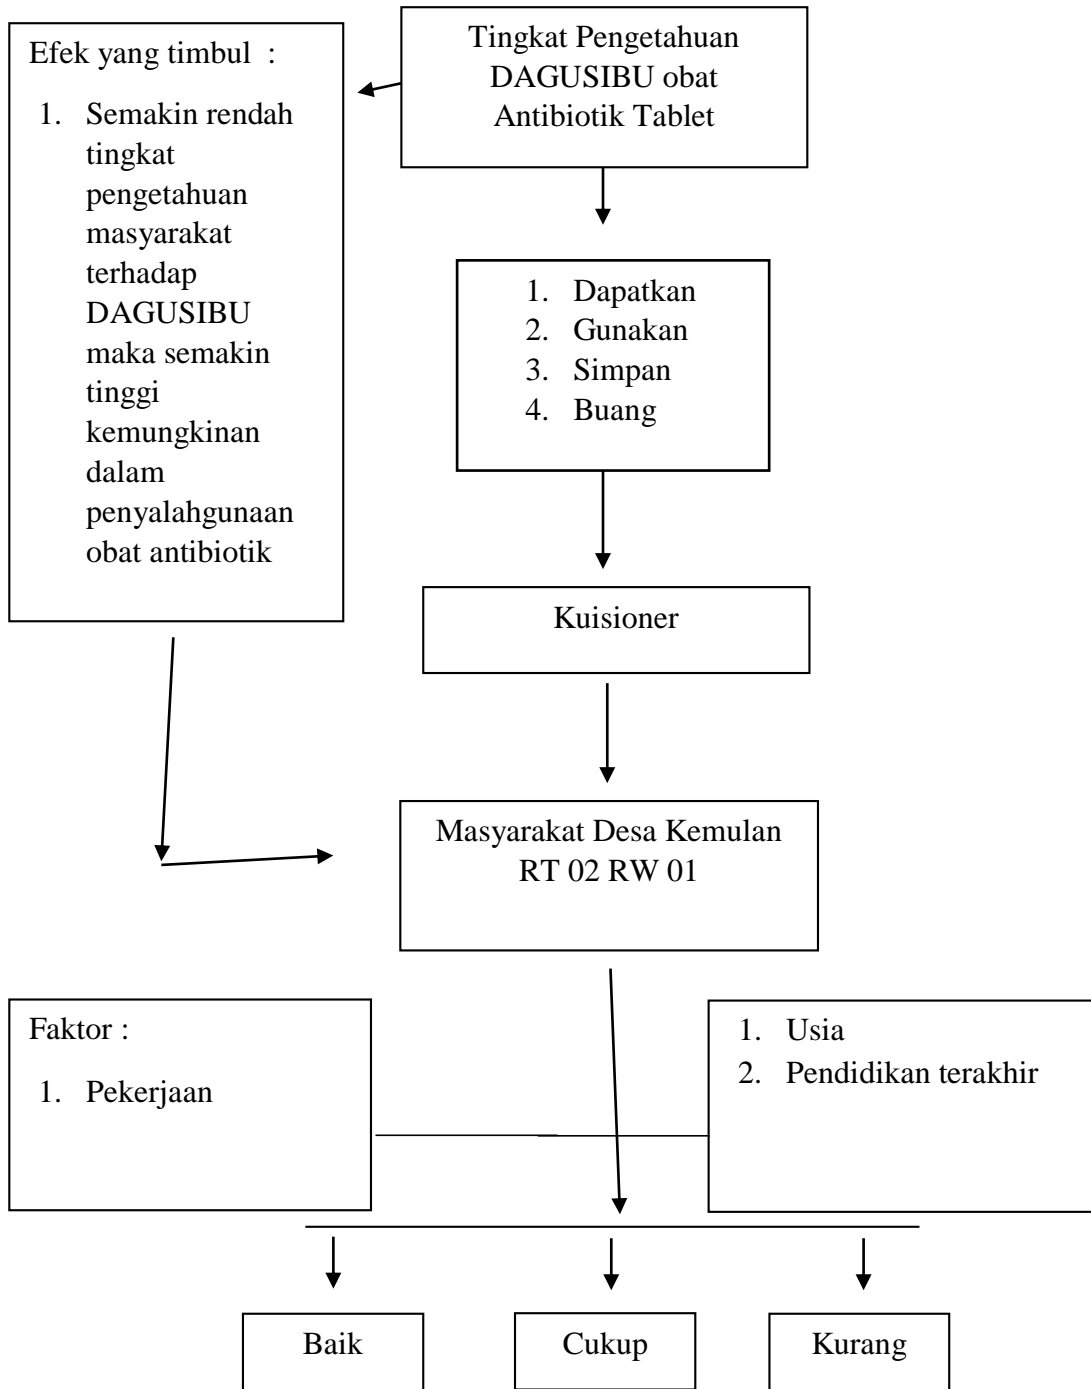 Efek yang timbul :
1. Semakin rendah
tingkat
pengetahuan
masyarakat
terhadap
DAGUSIBU
maka semakin
tinggi
kemungkinan
dalam
penyalahgunaan
obat antibiotik
Tingkat Pengetahuan
DAGUSIBU obat
Antibiotik Tablet
1. Dapatkan
2. Gunakan
3. Simpan
4. Buang
Kuisioner
Masyarakat Desa Kemulan
RT 02 RW 01
Faktor :
1. Pekerjaan
1. Usia
2. Pendidikan terakhir
Baik
Cukup
Kurang